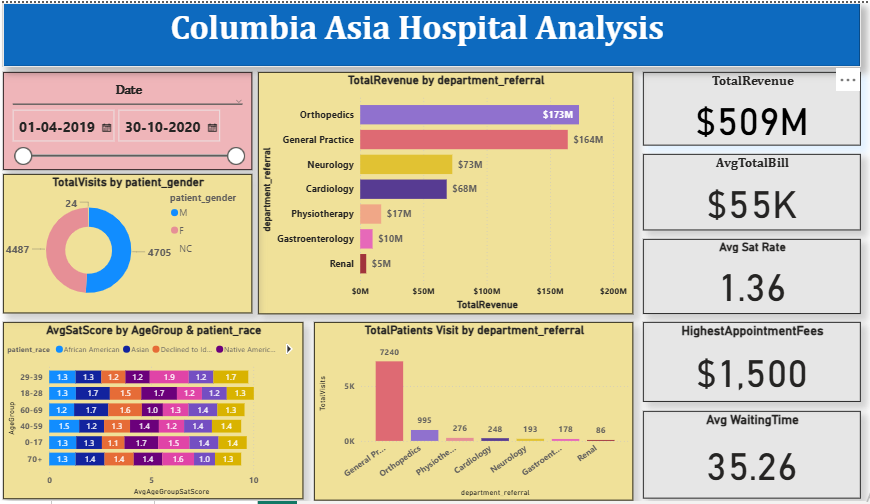 Columbia Asia Hospital Analysis
Date
01-04-2019
30-10-2020
TotalVisits by patient_gender
24
4487
4705
patient_gender
M
F
NC
TotalRevenue by department_referral
department_referral
Orthopedics $173M
General Practice $164M
Neurology $73M
Cardiology $68M
Physiotherapy $17M
Gastroenterology $10M
Renal $5M
$0M $50M $100M $150M $200M
TotalRevenue
TotalRevenue
$509M
AvgTotalBill
$55K
Avg Sat Rate
1.36
HighestAppointmentFees
$1,500
Avg WaitingTime
35.26
AvgSatScore by AgeGroup & patient_race
patient_race African American Asian Declined to Id... Native Americ...
AgeGroup
29-39 1.3 1.3 1.2 1.2 1.9 1.2 1.7
18-28 1.3 1.7 1.5 1.7 1.2 1.2 1.3
60-69 1.2 1.7 1.6 1.0 1.3 1.4 1.3
40-59 1.5 1.2 1.3 1.4 1.2 1.4 1.4
0-17 1.3 1.3 1.1 1.7 1.5 1.4 1.4
70+ 1.3 1.4 1.4 1.4 1.6 1.0 1.3
0 5 10
AvgAgeGroupSatScore
TotalPatients Visit by department_referral
TotalVisits
5K
0K
7240
995
276
248
193
178
86
General Pr...
Orthopedics
Physiothe...
Cardiology
Neurology
Gastroent...
Renal
department_referral